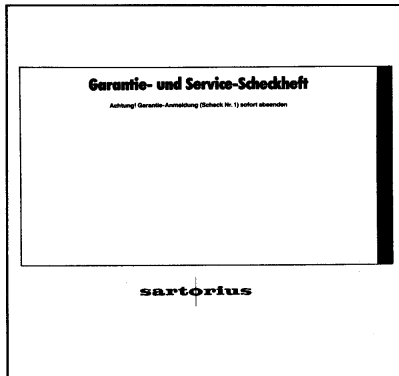 Garantie- und Service-Scheckheft
Achtung! Garantie-Anmeldung (Scheck Nr. 1) sofort absenden
sartorius